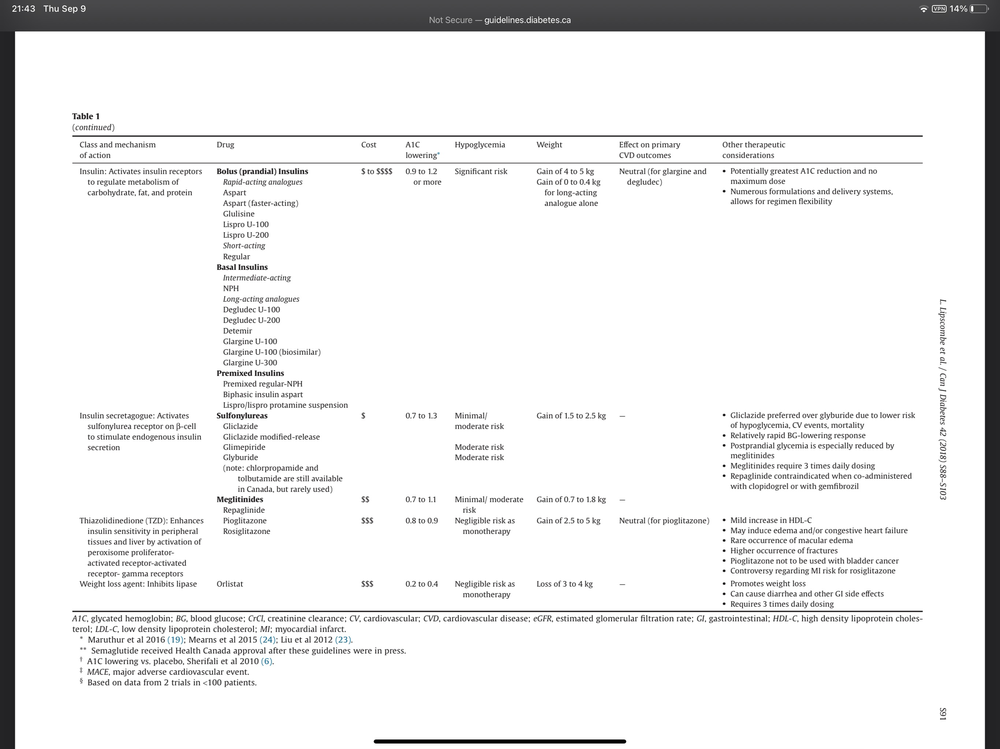 21:43 Thu Sep 9
VPN 14%
Not Secure — guidelines.diabetes.ca
Table 1
(continued)
Class and mechanism
of action
Drug
Cost
A1C
lowering*
Hypoglycemia
Weight
Effect on primary
CVD outcomes
Other therapeutic
considerations
Insulin: Activates insulin receptors
to regulate metabolism of
carbohydrate, fat, and protein
Bolus (prandial) Insulins
Rapid-acting analogues
Aspart
Aspart (faster-acting)
Glulisine
Lispro U-100
Lispro U-200
Short-acting
Regular
Basal Insulins
Intermediate-acting
NPH
Long-acting analogues
Degludec U-100
Degludec U-200
Detemir
Glargine U-100
Glargine U-100 (biosimilar)
Glargine U-300
Premixed Insulins
Premixed regular-NPH
Biphasic insulin aspart
Lispro/lispro protamine suspension
$ to $$$$
0.9 to 1.2
or more
Significant risk
Gain of 4 to 5 kg
Gain of 0 to 0.4 kg
for long-acting
analogue alone
Neutral (for glargine and
degludec)
• Potentially greatest A1C reduction and no
maximum dose
• Numerous formulations and delivery systems,
allows for regimen flexibility
Insulin secretagogue: Activates
sulfonylurea receptor on β-cell
to stimulate endogenous insulin
secretion
Sulfonylureas
Gliclazide
Gliclazide modified-release
Glimepiride
Glyburide
(note: chlorpropamide and
tolbutamide are still available
in Canada, but rarely used)
$
0.7 to 1.3
Minimal/
moderate risk
Moderate risk
Moderate risk
Gain of 1.5 to 2.5 kg
—
• Gliclazide preferred over glyburide due to lower risk
of hypoglycemia, CV events, mortality
• Relatively rapid BG-lowering response
• Postprandial glycemia is especially reduced by
meglitinides
• Meglitinides require 3 times daily dosing
• Repaglinide contraindicated when co-administered
with clopidogrel or with gemfibrozil
Meglitinides
Repaglinide
$$
0.7 to 1.1
Minimal/ moderate
risk
Gain of 0.7 to 1.8 kg
—
Thiazolidinedione (TZD): Enhances
insulin sensitivity in peripheral
tissues and liver by activation of
peroxisome proliferator-
activated receptor-activated
receptor- gamma receptors
Pioglitazone
Rosiglitazone
$$$
0.8 to 0.9
Negligible risk as
monotherapy
Gain of 2.5 to 5 kg
Neutral (for pioglitazone)
• Mild increase in HDL-C
• May induce edema and/or congestive heart failure
• Rare occurrence of macular edema
• Higher occurrence of fractures
• Pioglitazone not to be used with bladder cancer
• Controversy regarding MI risk for rosiglitazone
Weight loss agent: Inhibits lipase
Orlistat
$$$
0.2 to 0.4
Negligible risk as
monotherapy
Loss of 3 to 4 kg
—
• Promotes weight loss
• Can cause diarrhea and other GI side effects
• Requires 3 times daily dosing
A1C, glycated hemoglobin; BG, blood glucose; CrCl, creatinine clearance; CV, cardiovascular; CVD, cardiovascular disease; eGFR, estimated glomerular filtration rate; GI, gastrointestinal; HDL-C, high density lipoprotein choles-
terol; LDL-C, low density lipoprotein cholesterol; MI; myocardial infarct.
* Maruthur et al 2016 (19); Mearns et al 2015 (24); Liu et al 2012 (23).
** Semaglutide received Health Canada approval after these guidelines were in press.
† A1C lowering vs. placebo, Sherifali et al 2010 (6).
‡ MACE, major adverse cardiovascular event.
§ Based on data from 2 trials in <100 patients.
L. Lipscombe et al. / Can J Diabetes 42 (2018) S88–S103
S91